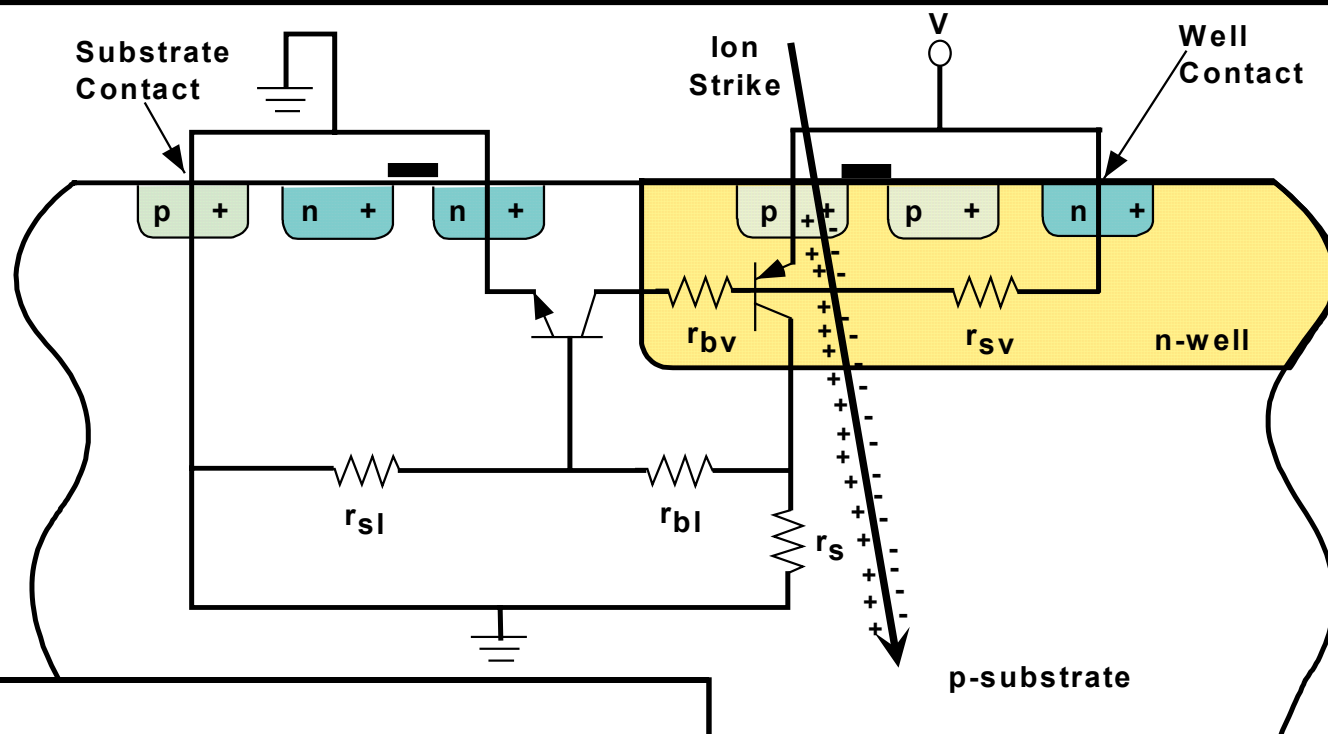 Substrate
Contact
Ion
Strike
V
Well
Contact
p +
n +
n +
p +
p +
n +
r_bv
r_sv
n-well
r_sl
r_bl
r_s
p-substrate